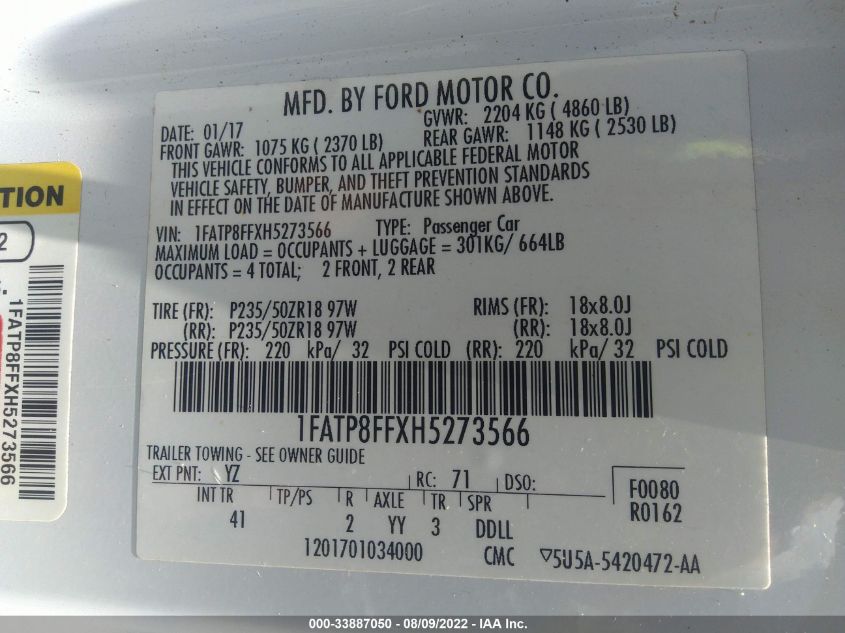 MFD. BY FORD MOTOR CO.
DATE: 01/17 GVWR: 2204 KG ( 4860 LB)
FRONT GAWR: 1075 KG ( 2370 LB) REAR GAWR: 1148 KG ( 2530 LB)
THIS VEHICLE CONFORMS TO ALL APPLICABLE FEDERAL MOTOR
VEHICLE SAFETY, BUMPER, AND THEFT PREVENTION STANDARDS
IN EFFECT ON THE DATE OF MANUFACTURE SHOWN ABOVE.
VIN: 1FATP8FFXH5273566 TYPE: Passenger Car
MAXIMUM LOAD = OCCUPANTS + LUGGAGE = 301KG/ 664LB
OCCUPANTS = 4 TOTAL; 2 FRONT, 2 REAR
TIRE (FR): P235/50ZR18 97W RIMS (FR): 18x8.0J
(RR): P235/50ZR18 97W (RR): 18x8.0J
PRESSURE (FR): 220 kPa/ 32 PSI COLD (RR): 220 kPa/ 32 PSI COLD
1FATP8FFXH5273566
TRAILER TOWING - SEE OWNER GUIDE
EXT PNT: YZ RC: 71 DSO:
INT TR TP/PS R AXLE TR SPR
41 2 YY 3 DDLL
F0080
R0162
1201701034000 CMC ▽5U5A-5420472-AA
TION
2
1FATP8FFXH5273566
000-33887050 - 08/09/2022 - IAA Inc.